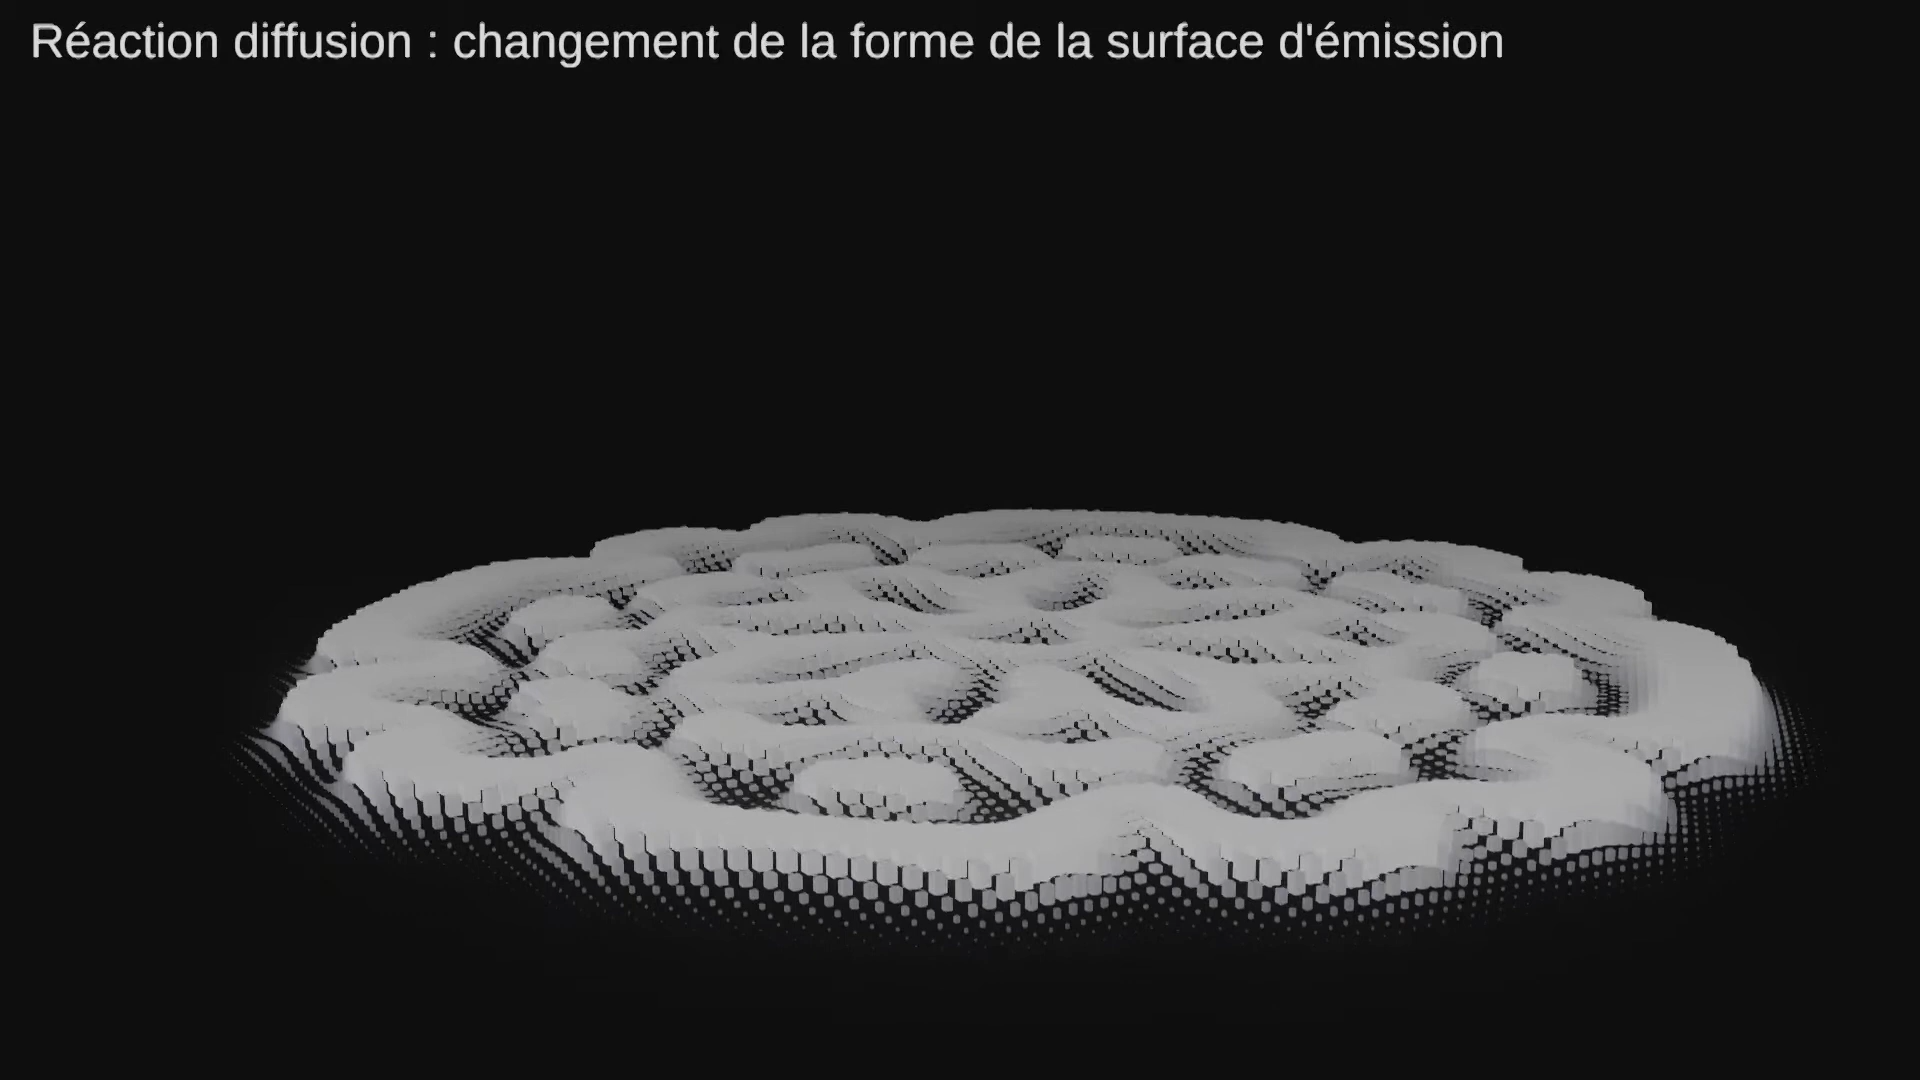 Réaction diffusion : changement de la forme de la surface d'émission